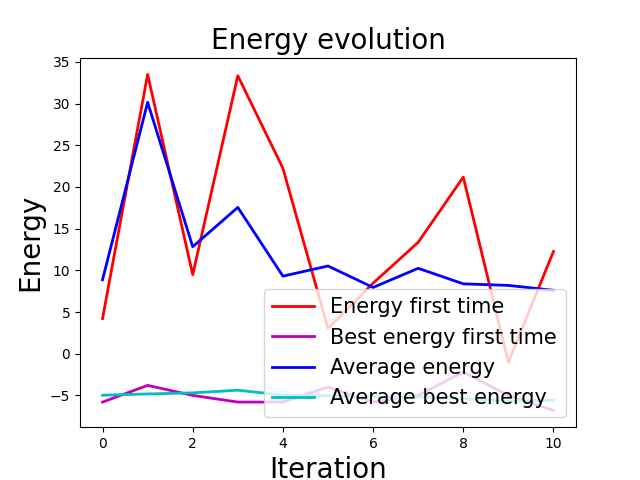 Energy evolution
35
30
25
20
15
10
5
0
−5
Energy
Energy first time
Best energy first time
Average energy
Average best energy
0 2 4 6 8 10
Iteration